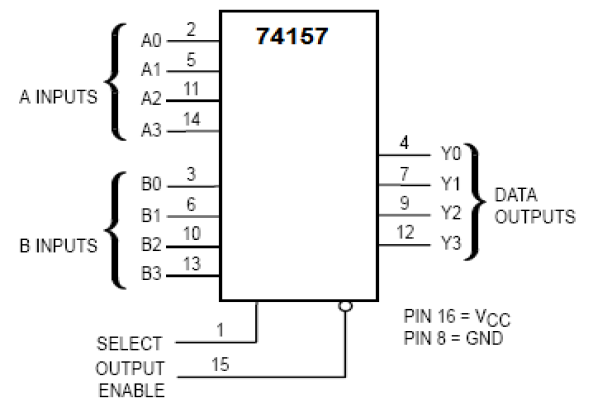 74157
A INPUTS
A0 2
A1 5
A2 11
A3 14
B INPUTS
B0 3
B1 6
B2 10
B3 13
4 Y0
7 Y1
9 Y2
12 Y3
DATA
OUTPUTS
SELECT 1
OUTPUT
ENABLE
15
PIN 16 = VCC
PIN 8 = GND